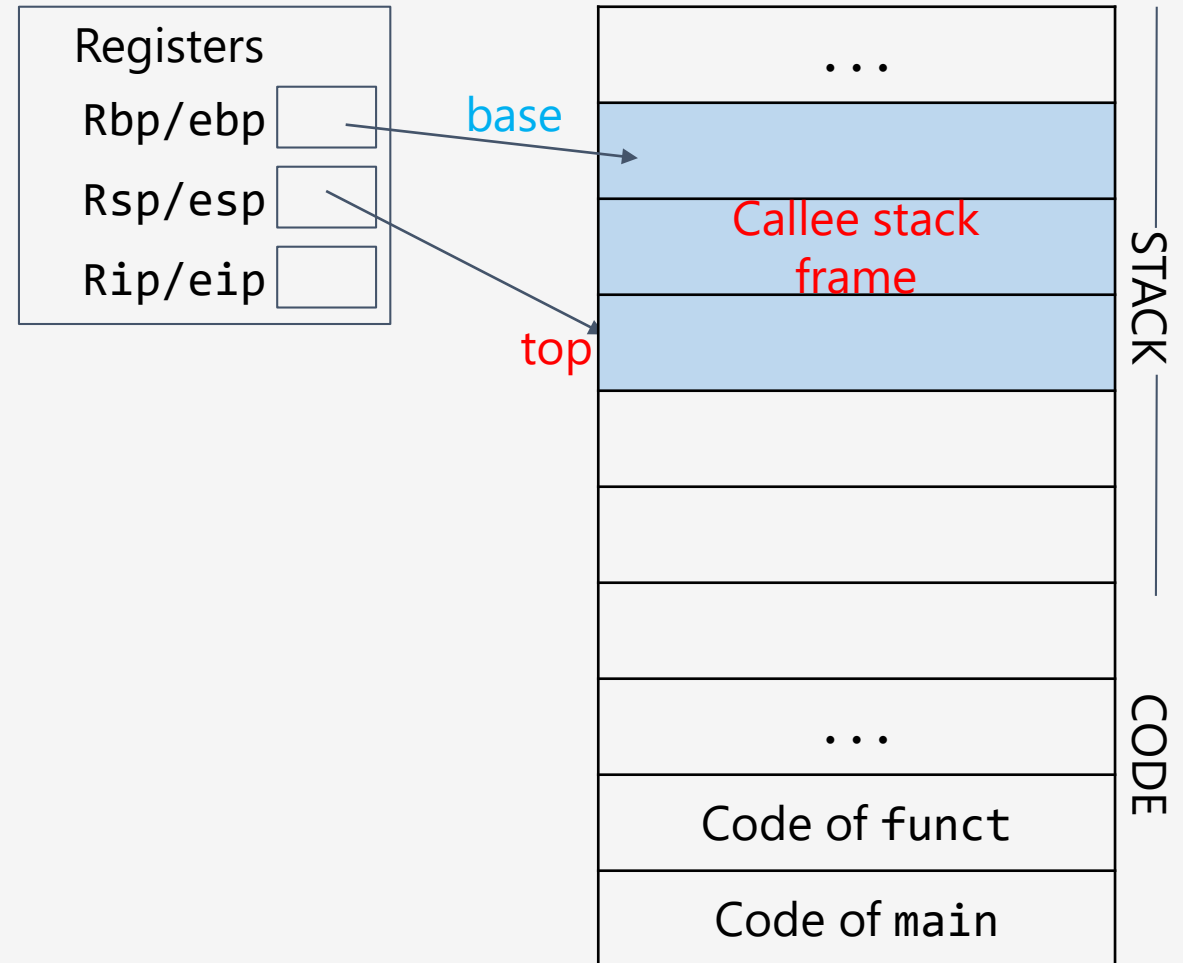 Registers
Rbp/ebp
Rsp/esp
Rip/eip
base
top
...
Callee stack
frame
...
Code of funct
Code of main
STACK
CODE